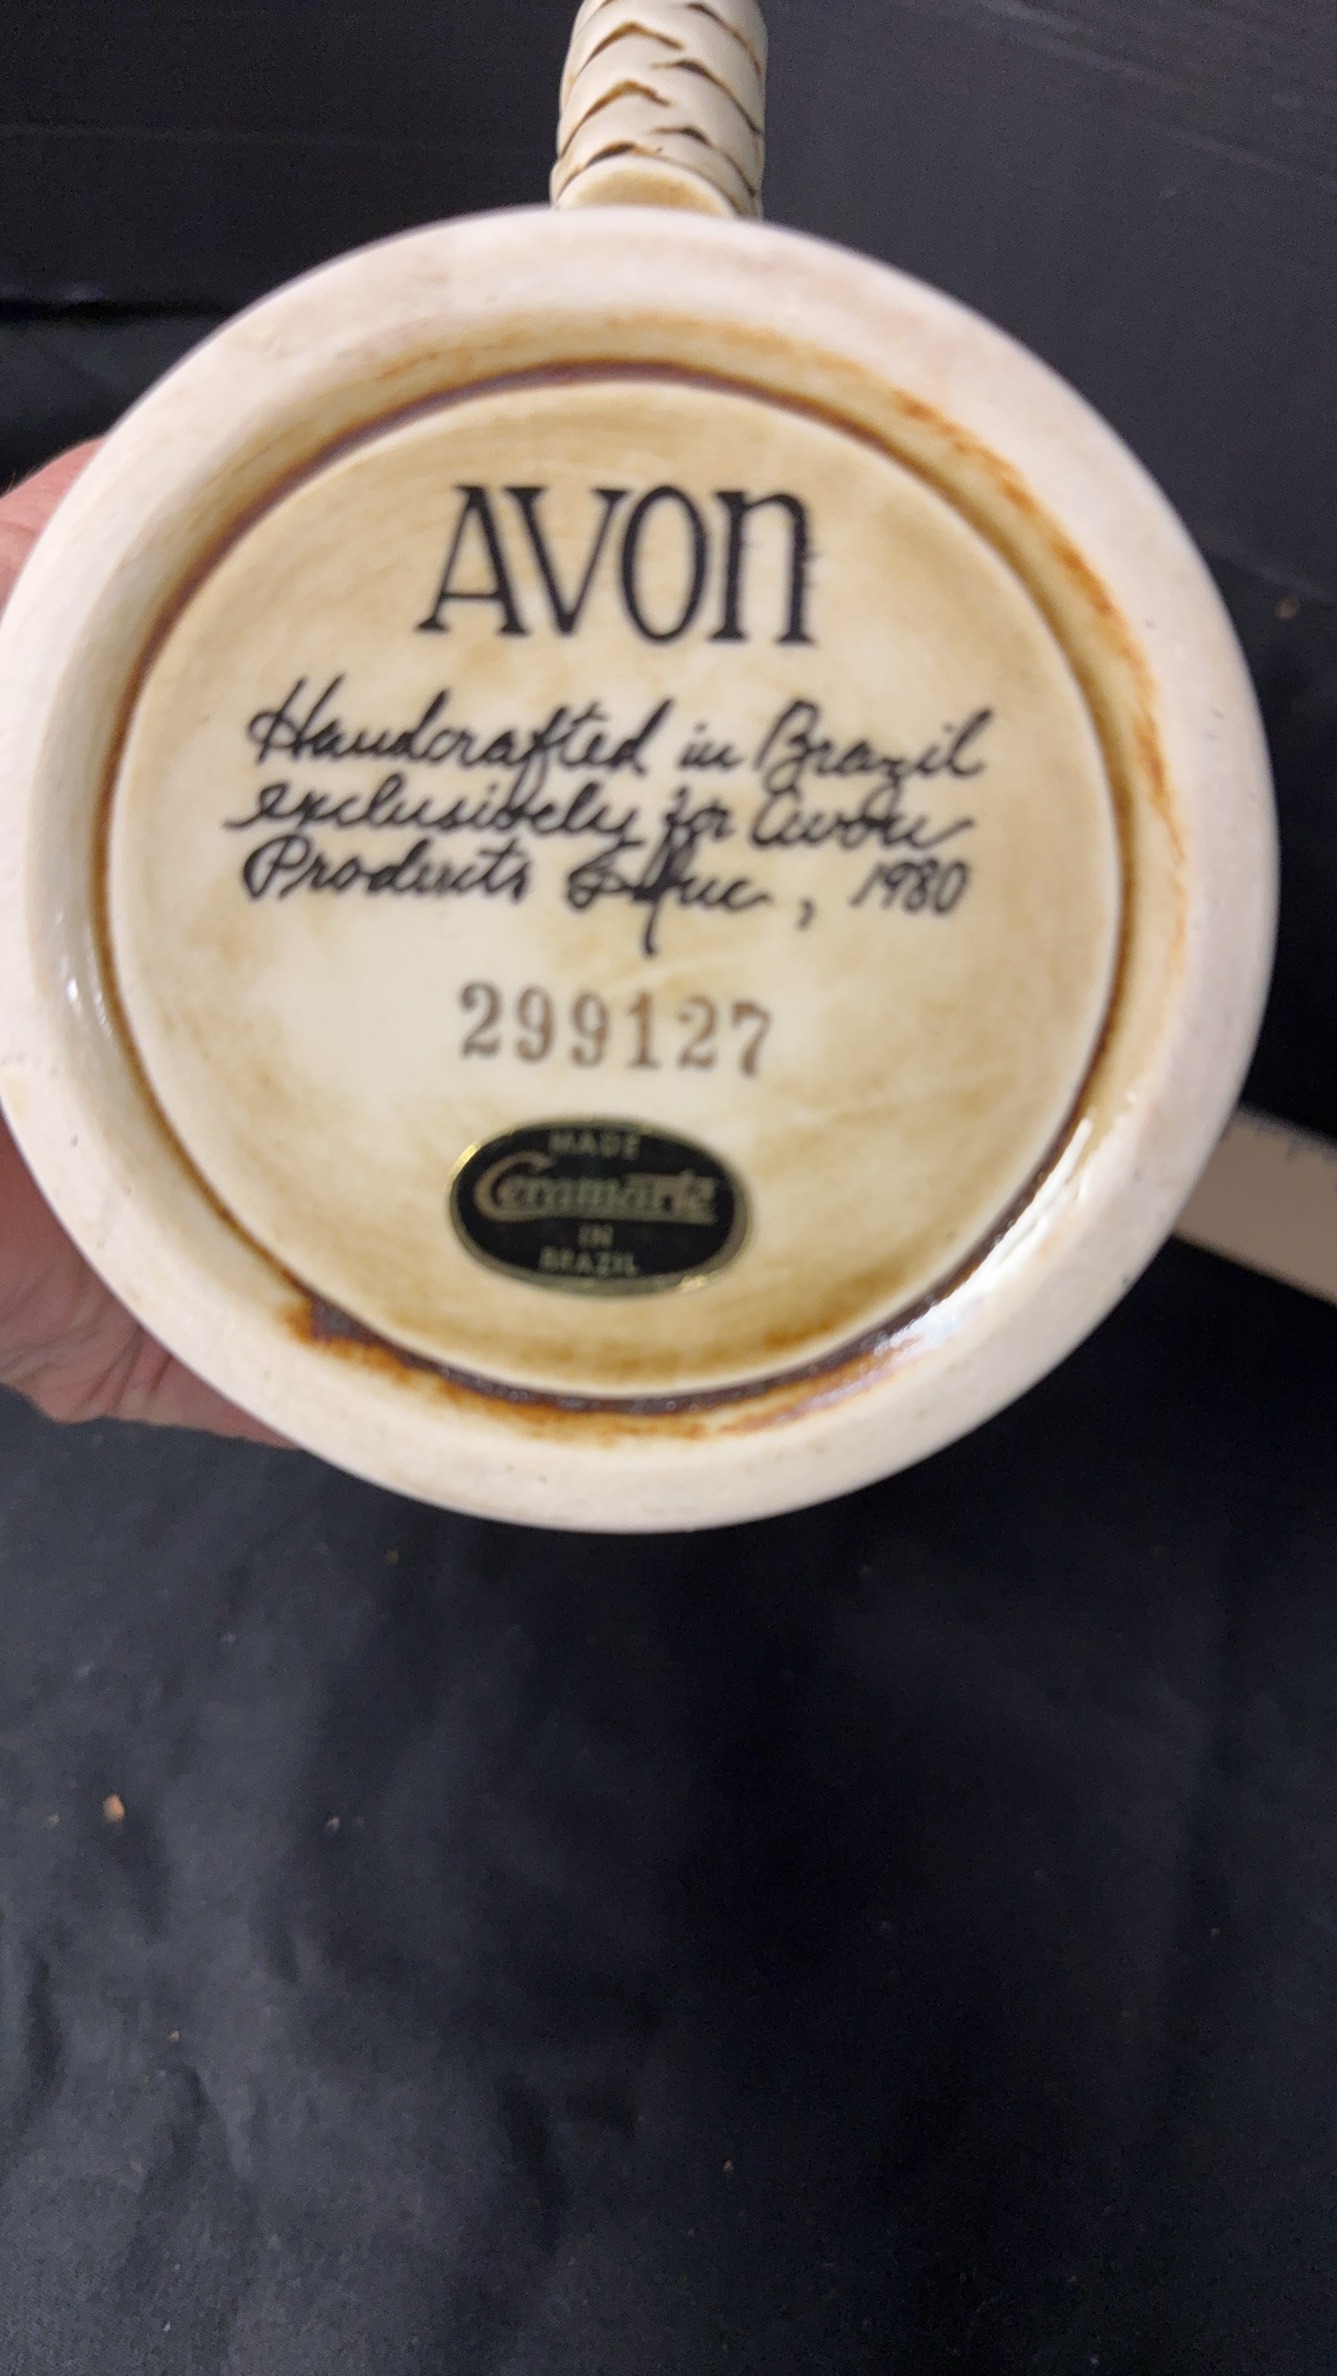 AVON
Handcrafted in Brazil
exclusively for Avon
Products Inc., 1980
299127
MADE
Ceramarte
IN
BRAZIL